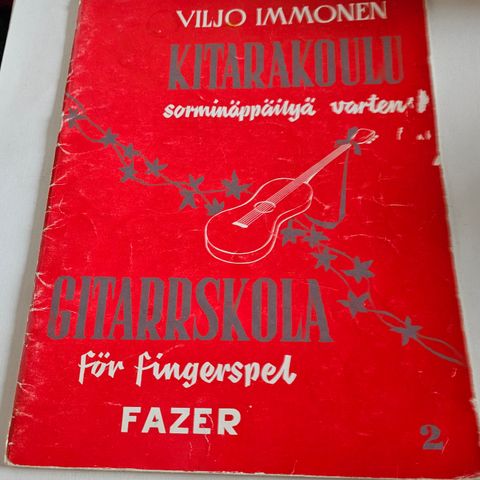 VILJO IMMONEN
KITARAKOULU
sorminäppäilyä varten
GITARRSKOLA
för fingerspel
FAZER
2